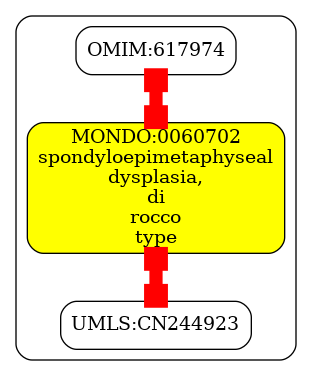 OMIM:617974
MONDO:0060702
spondyloepimetaphyseal
dysplasia,
di
rocco
type
UMLS:CN244923